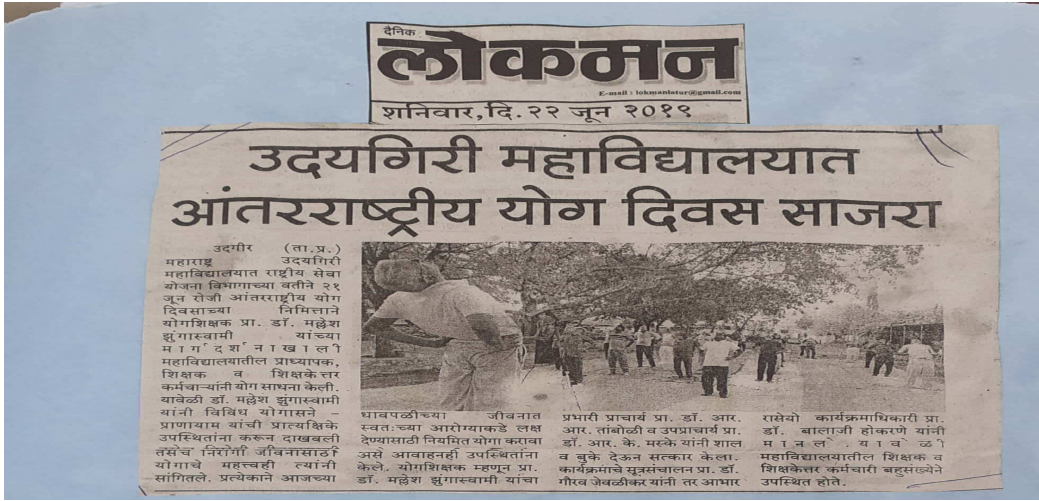 दैनिक
लोकमन
E-mail : lokmanlatur@gmail.com
शनिवार, दि. २२ जून २०१९
उदयगिरी महाविद्यालयात
आंतरराष्ट्रीय योग दिवस साजरा
उदगीर (ता.प्र.)
महाराष्ट्र उदयगिरी
महाविद्यालयात राष्ट्रीय सेवा
योजना विभागाच्या वतीने २१
जून रोजी आंतरराष्ट्रीय योग
दिवसाच्या निमित्ताने
योगशिक्षक प्रा. डॉ. मल्लेश
झुंगास्वामी यांच्या
मार्गदर्शनाखाली
महाविद्यालयातील प्राध्यापक,
शिक्षक व शिक्षकेत्तर
कर्मचाऱ्यांनी योग साधना केली.
यावेळी डॉ. मल्लेश झुंगास्वामी
यांनी विविध योगासने -
प्राणायाम यांची प्रात्यक्षिके
उपस्थितांना करून दाखवली
तसेच निरोगी जीवनासाठी
योगाचे महत्त्वही त्यांनी
सांगितले. प्रत्येकाने आजच्या
धावपळीच्या जीवनात
स्वतःच्या आरोग्याकडे लक्ष
देण्यासाठी नियमित योगा करावा
असे आवाहनही उपस्थितांना
केले. योगशिक्षक म्हणून प्रा.
डॉ. मल्लेश झुंगास्वामी यांचा
प्रभारी प्राचार्य प्रा. डॉ. आर.
आर. तांबोळी व उपप्राचार्य प्रा.
डॉ. आर. के. मस्के यांनी शाल
व बुके देऊन सत्कार केला.
कार्यक्रमाचे सूत्रसंचालन प्रा. डॉ.
गौरव जेवळीकर यांनी तर आभार
रासेयो कार्यक्रमाधिकारी प्रा.
डॉ. बालाजी होकरणे यांनी
मानले. यावेळी
महाविद्यालयातील शिक्षक व
शिक्षकेत्तर कर्मचारी बहुसंख्येने
उपस्थित होते.